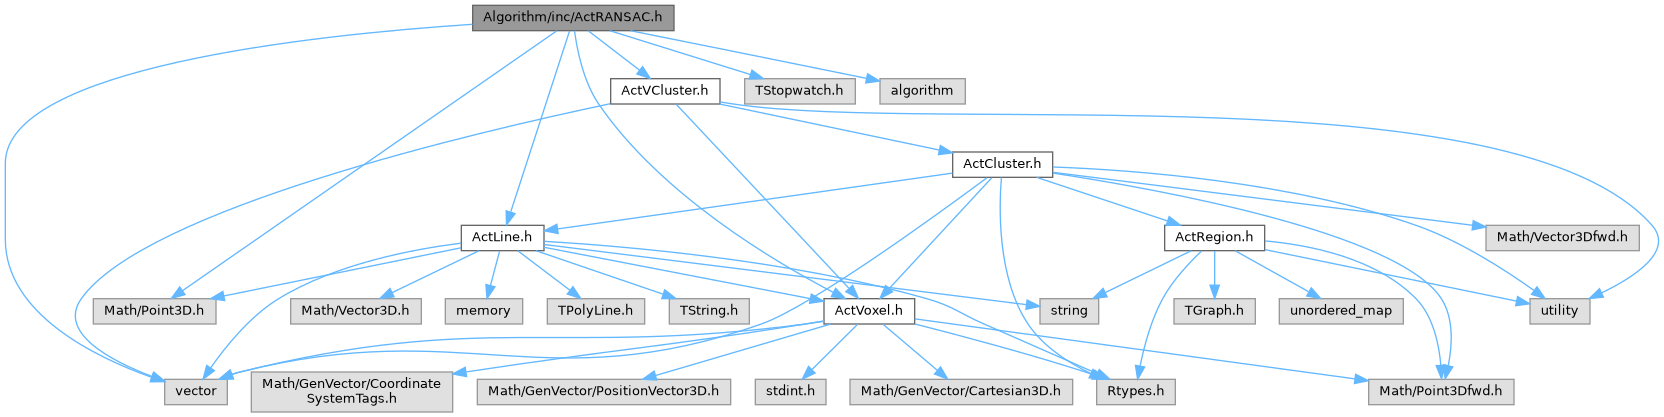 Algorithm/inc/ActRANSAC.h
ActVCluster.h
TStopwatch.h
algorithm
ActCluster.h
ActLine.h
ActRegion.h
Math/Vector3Dfwd.h
Math/Point3D.h
Math/Vector3D.h
memory
TPolyLine.h
TString.h
ActVoxel.h
string
TGraph.h
unordered_map
utility
vector
Math/GenVector/Coordinate
SystemTags.h
Math/GenVector/PositionVector3D.h
stdint.h
Math/GenVector/Cartesian3D.h
Rtypes.h
Math/Point3Dfwd.h